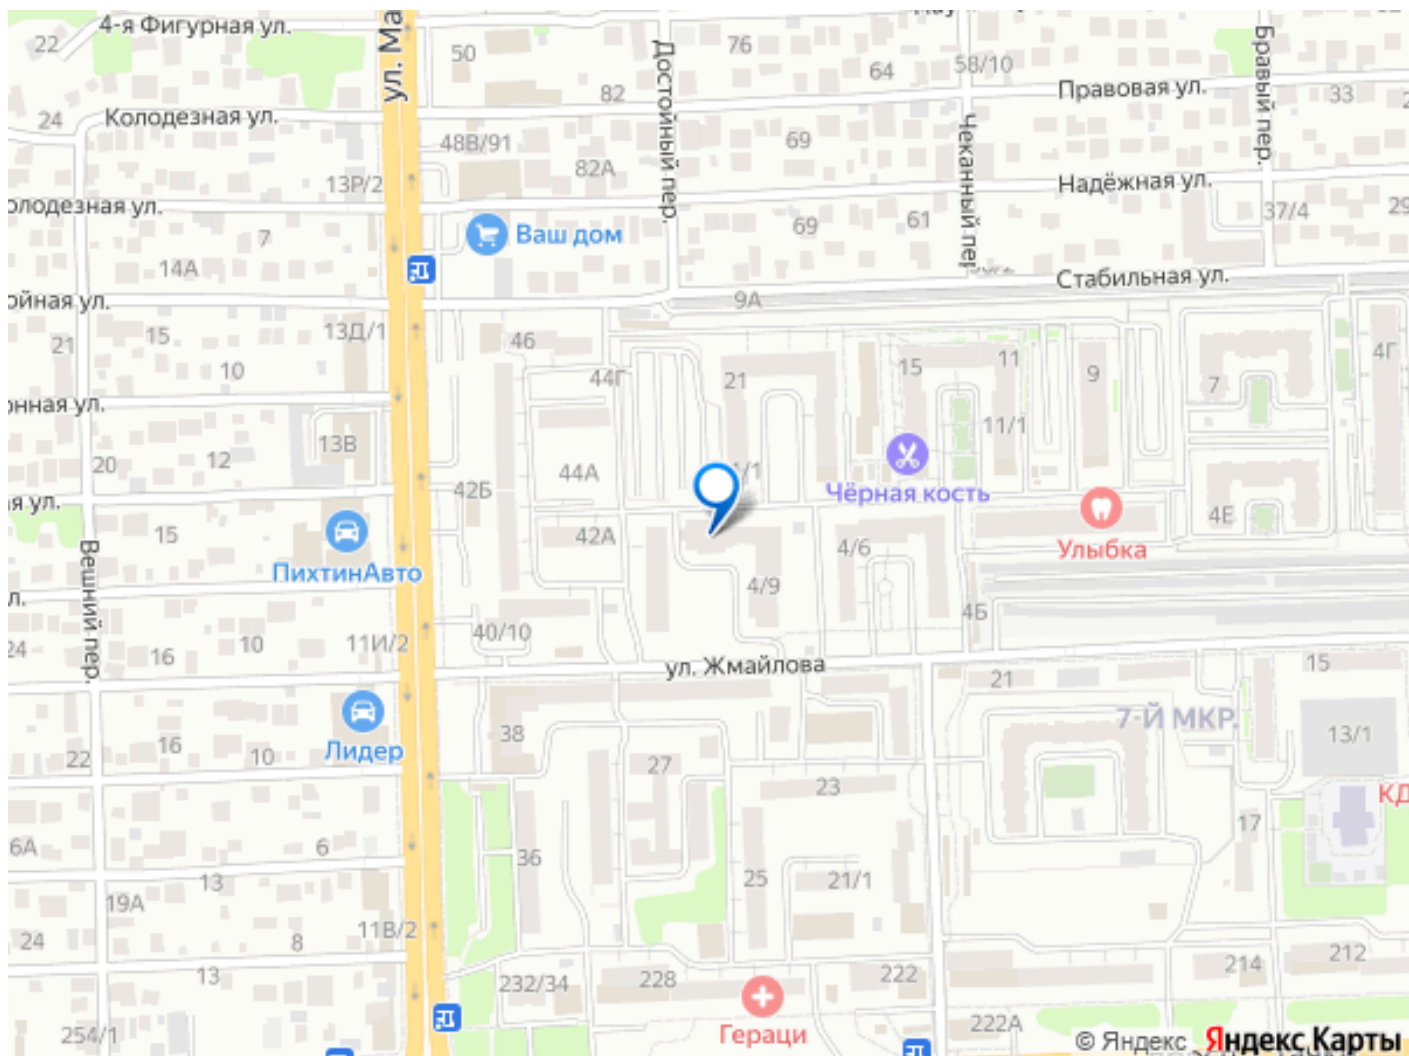 4-я Фигурная ул.
22
ул. Ма
50
Достойный пер.
76
64
58/10
Правовая ул.
Бравый пер.
33
24
Колодезная ул.
82
48В/91
82А
69
Чеканный пер
Надёжная ул.
13Р/2
олодезная ул.
7
Ваш дом
69
61
37/4
29
14А
Стабильная ул.
ойная ул.
9А
15
13Д/1
46
21
10
44Г
21
15
11
9
7
4Г
онная ул.
11/1
13В
20
12
44А
42Б
Чёрная кость
ая ул.
15
42А
4/6
Улыбка
4Е
Вешний пер.
ПихтинАвто
4/9
л.
4Б
24
10
11И/2
40/10
16
ул. Жмайлова
15
21
7-Й МКР.
16
Лидер
38
22
10
27
13/1
23
КД
17
6А
6
36
13
25
21/1
19А
11В/2
24
8
13
232/34
228
222
214
212
254/1
Гераци
222А
© Яндекс Яндекс Карты